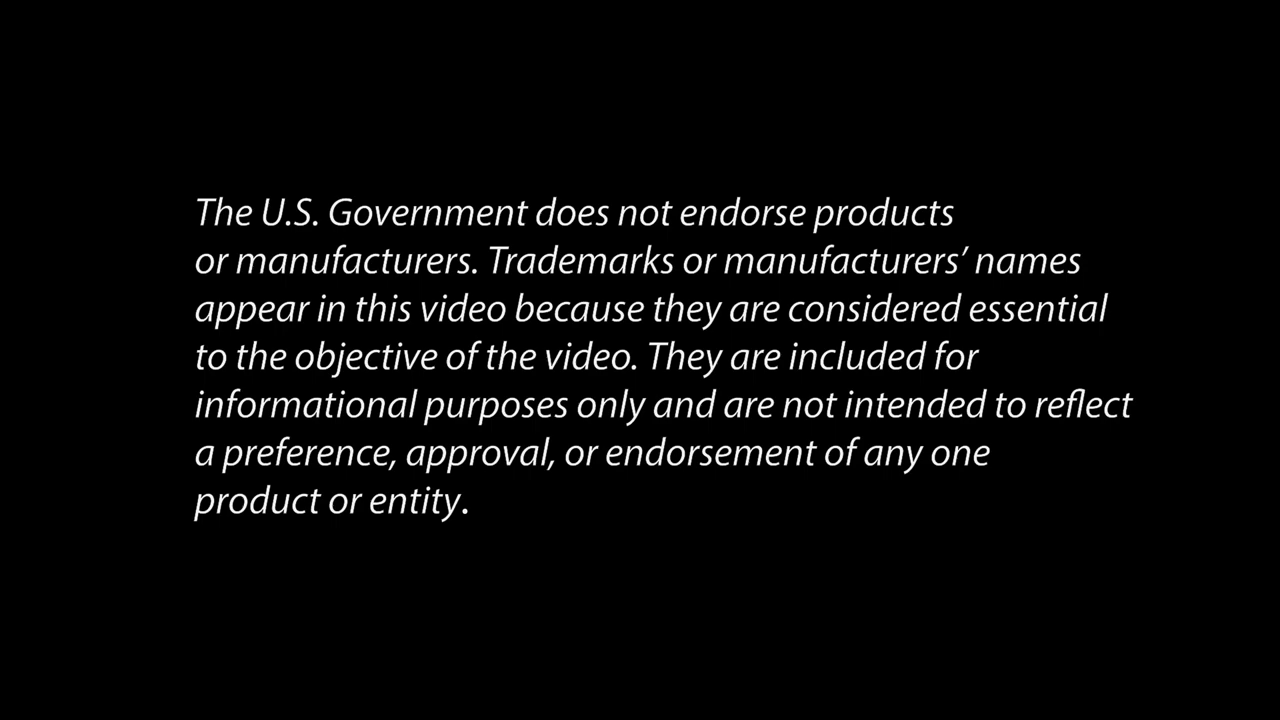 The U.S. Government does not endorse products
or manufacturers. Trademarks or manufacturers’ names
appear in this video because they are considered essential
to the objective of the video. They are included for
informational purposes only and are not intended to reflect
a preference, approval, or endorsement of any one
product or entity.